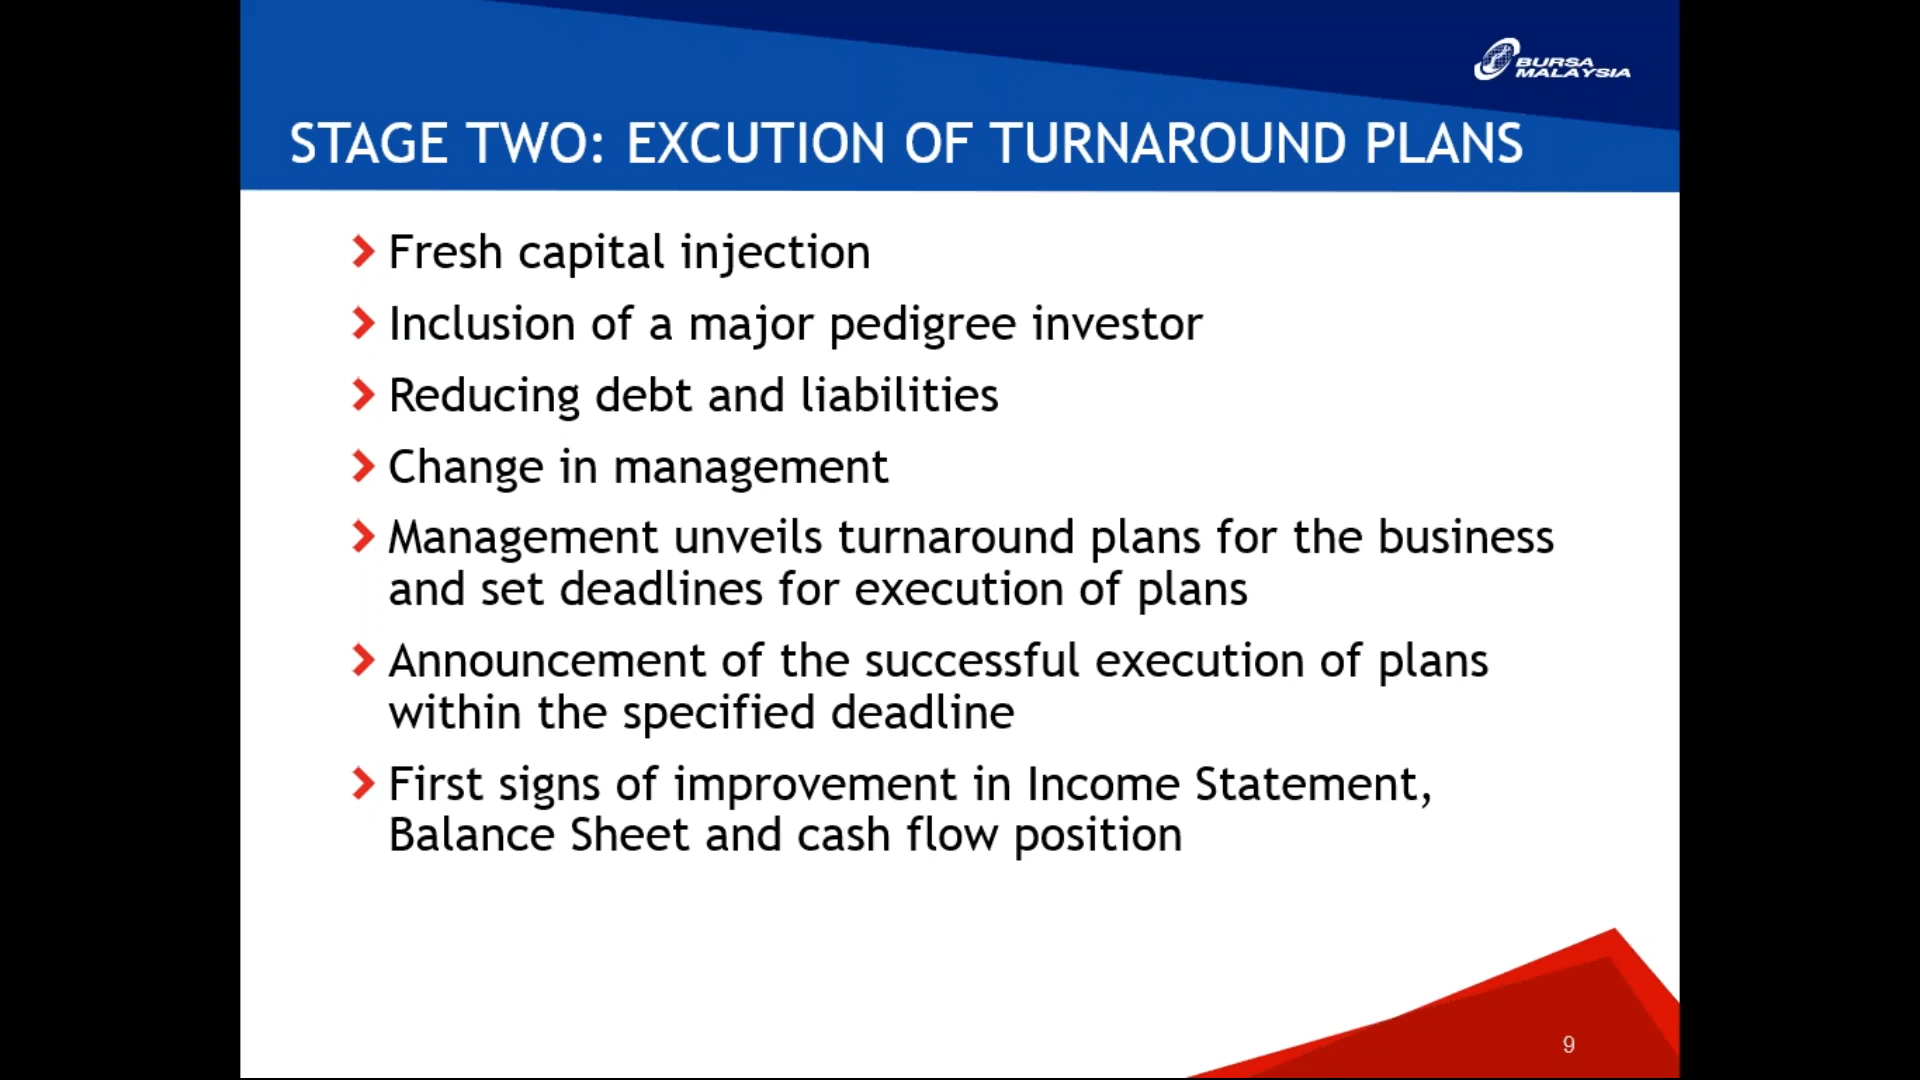 BURSA
MALAYSIA
STAGE TWO: EXCUTION OF TURNAROUND PLANS
Fresh capital injection
Inclusion of a major pedigree investor
Reducing debt and liabilities
Change in management
Management unveils turnaround plans for the business
and set deadlines for execution of plans
Announcement of the successful execution of plans
within the specified deadline
First signs of improvement in Income Statement,
Balance Sheet and cash flow position
9